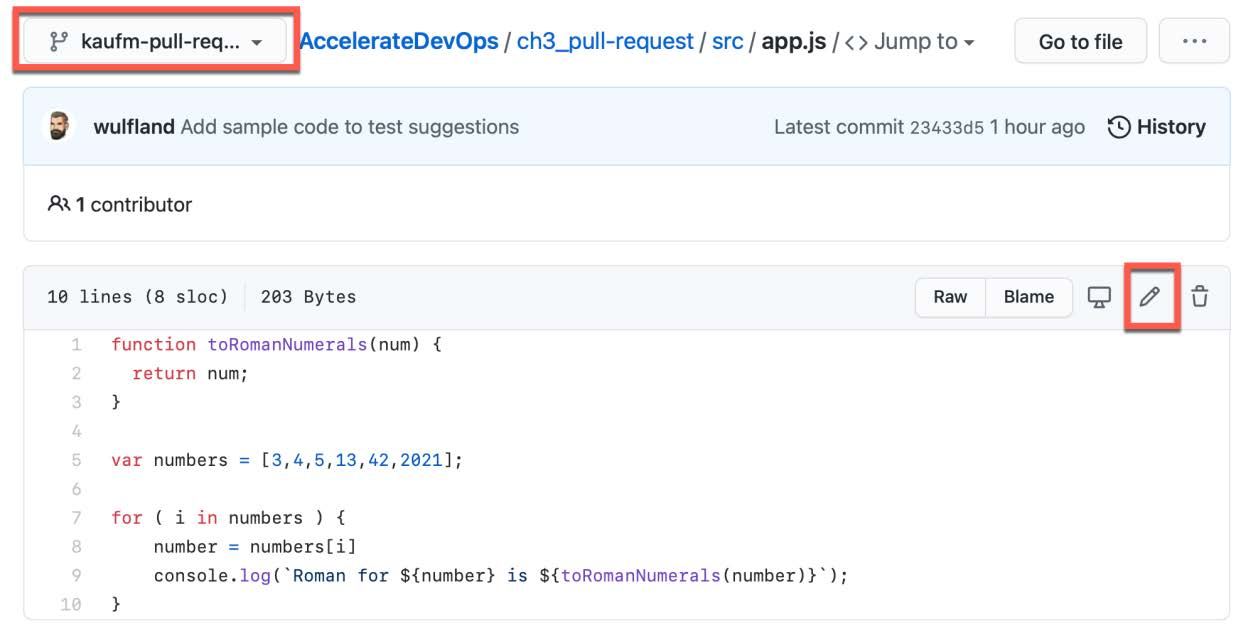 kaufm-pull-req... AccelerateDevOps / ch3_pull-request / src / app.js / <> Jump to Go to file ...
wulfland Add sample code to test suggestions Latest commit 23433d5 1 hour ago History
1 contributor
10 lines (8 sloc) 203 Bytes Raw Blame
1 function toRomanNumerals(num) {
2   return num;
3 }
4
5 var numbers = [3,4,5,13,42,2021];
6
7 for ( i in numbers ) {
8     number = numbers[i]
9     console.log(`Roman for ${number} is ${toRomanNumerals(number)}`);
10 }